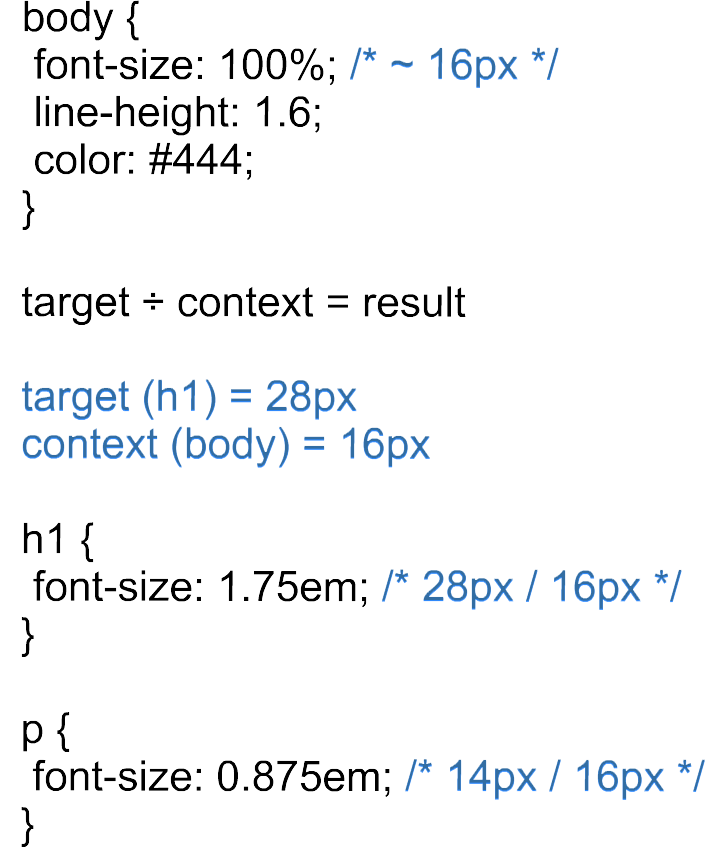 body {
font-size: 100%; /* ~ 16px */
line-height: 1.6;
color: #444;
}
target ÷ context = result
target (h1) = 28px
context (body) = 16px
h1 {
font-size: 1.75em; /* 28px / 16px */
}
p {
font-size: 0.875em; /* 14px / 16px */
}